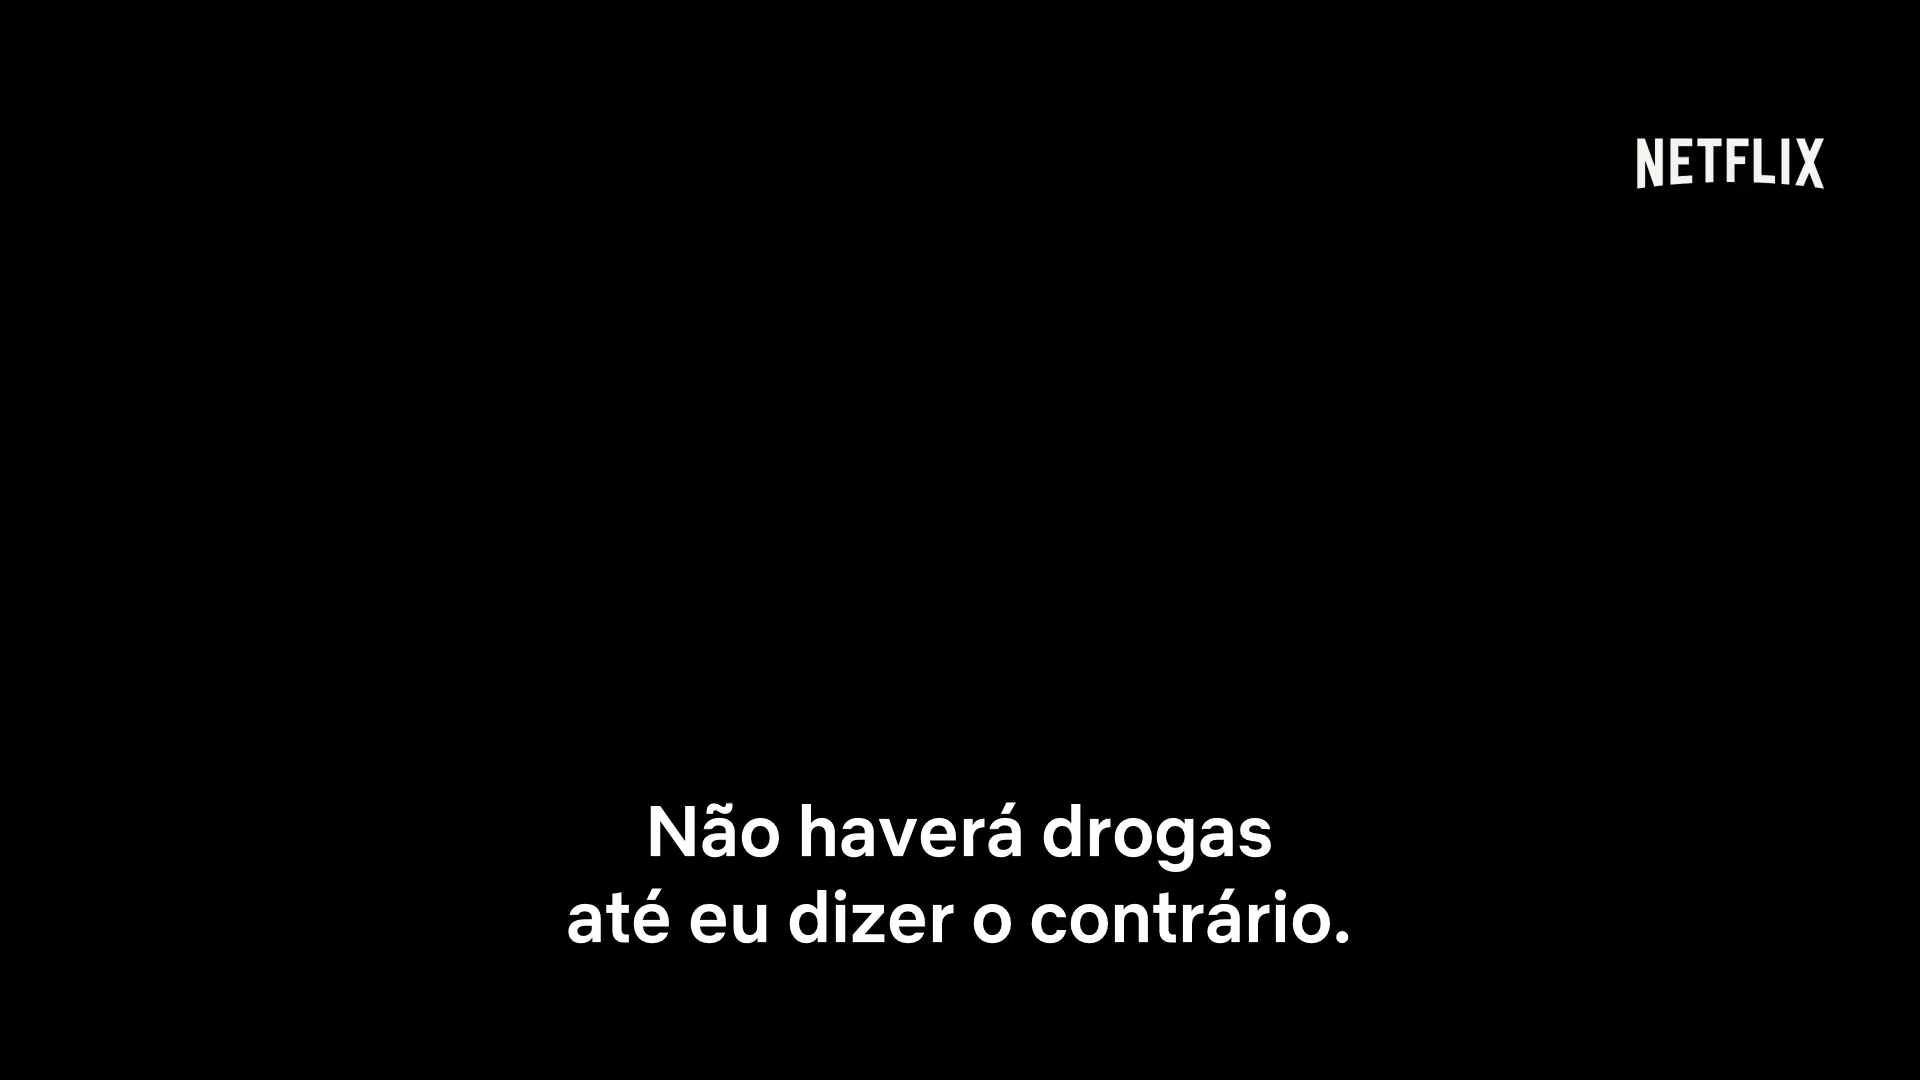 NETFLIX
Não haverá drogas
até eu dizer o contrário.